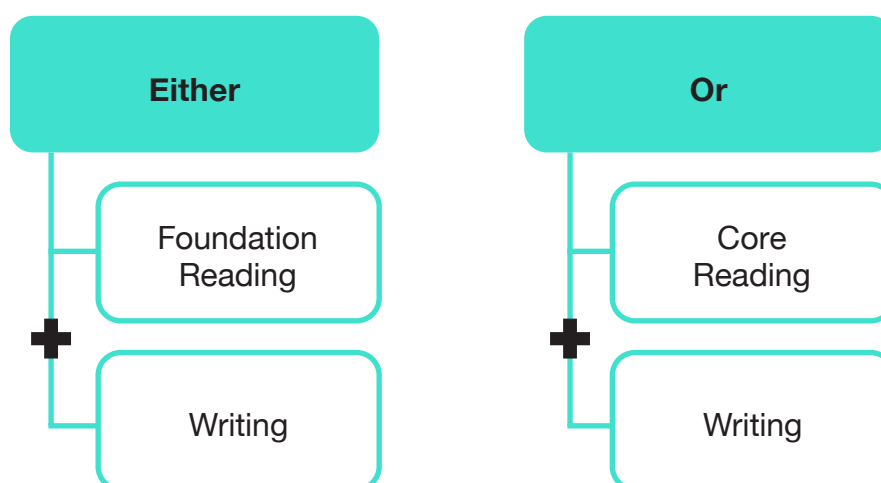 Either
Foundation
Reading
Writing
Or
Core
Reading
Writing